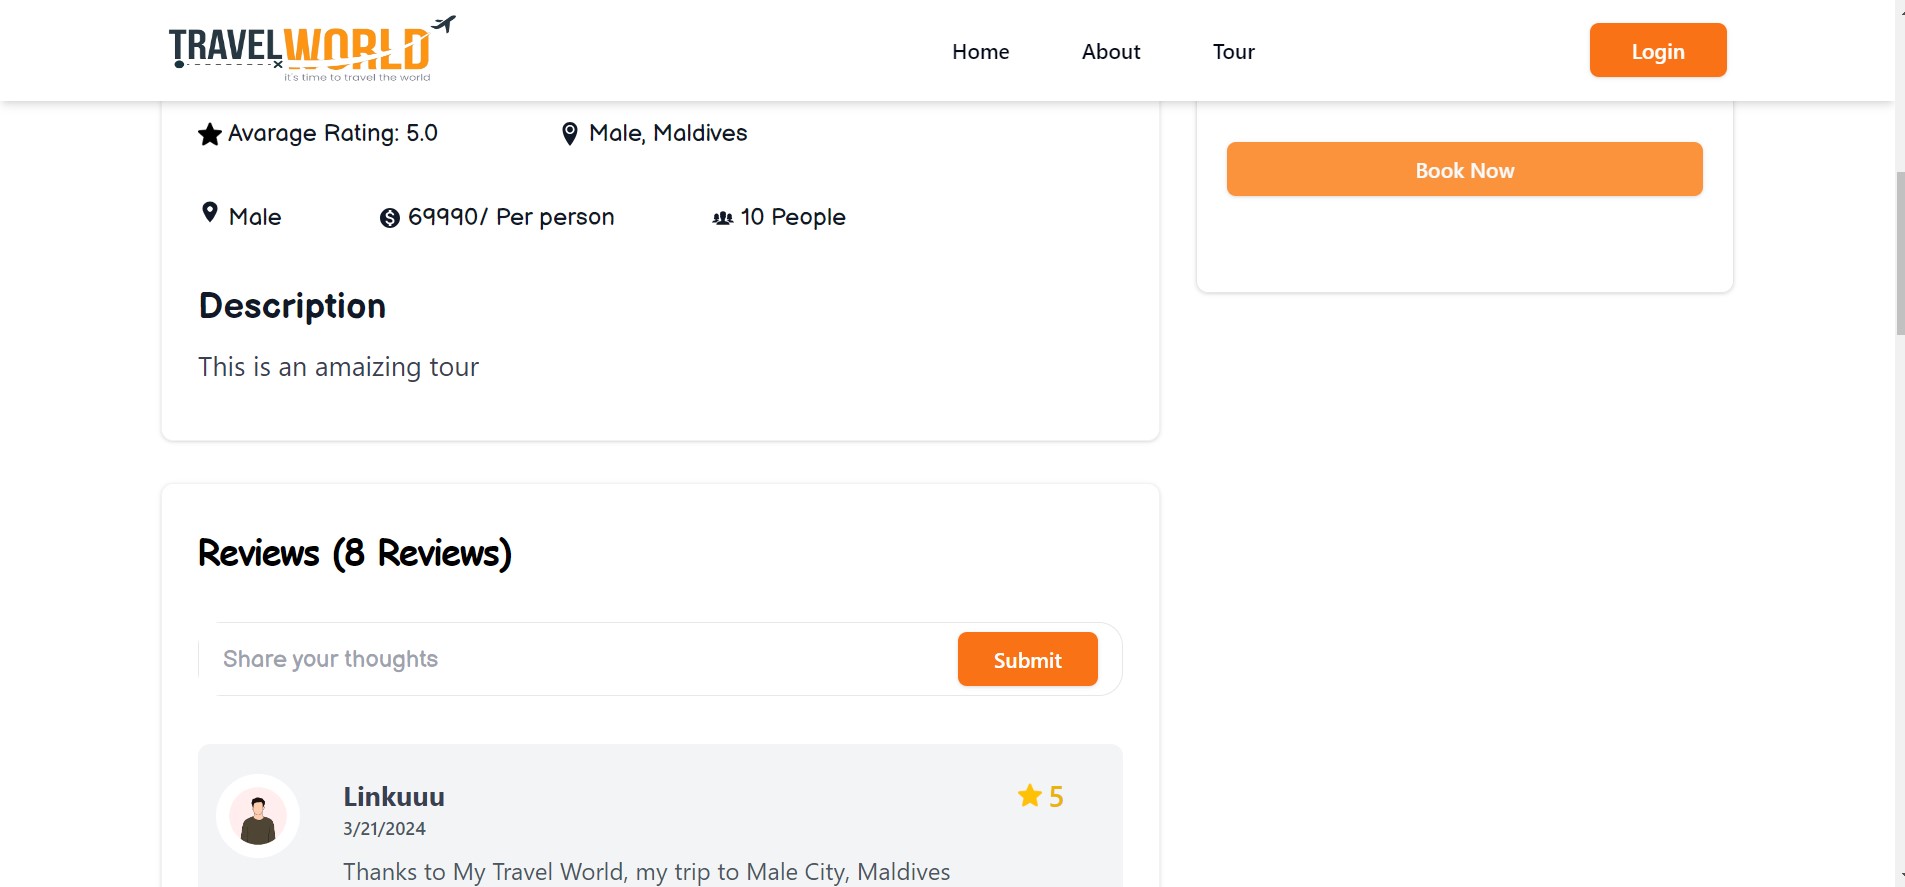 TRAVELWORLD
it's time to travel the world
Home About Tour Login
Avarage Rating: 5.0 Male, Maldives
Book Now
Male 69990/ Per person 10 People
Description
This is an amaizing tour
Reviews (8 Reviews)
Share your thoughts Submit
Linkuuu 5
3/21/2024
Thanks to My Travel World, my trip to Male City, Maldives